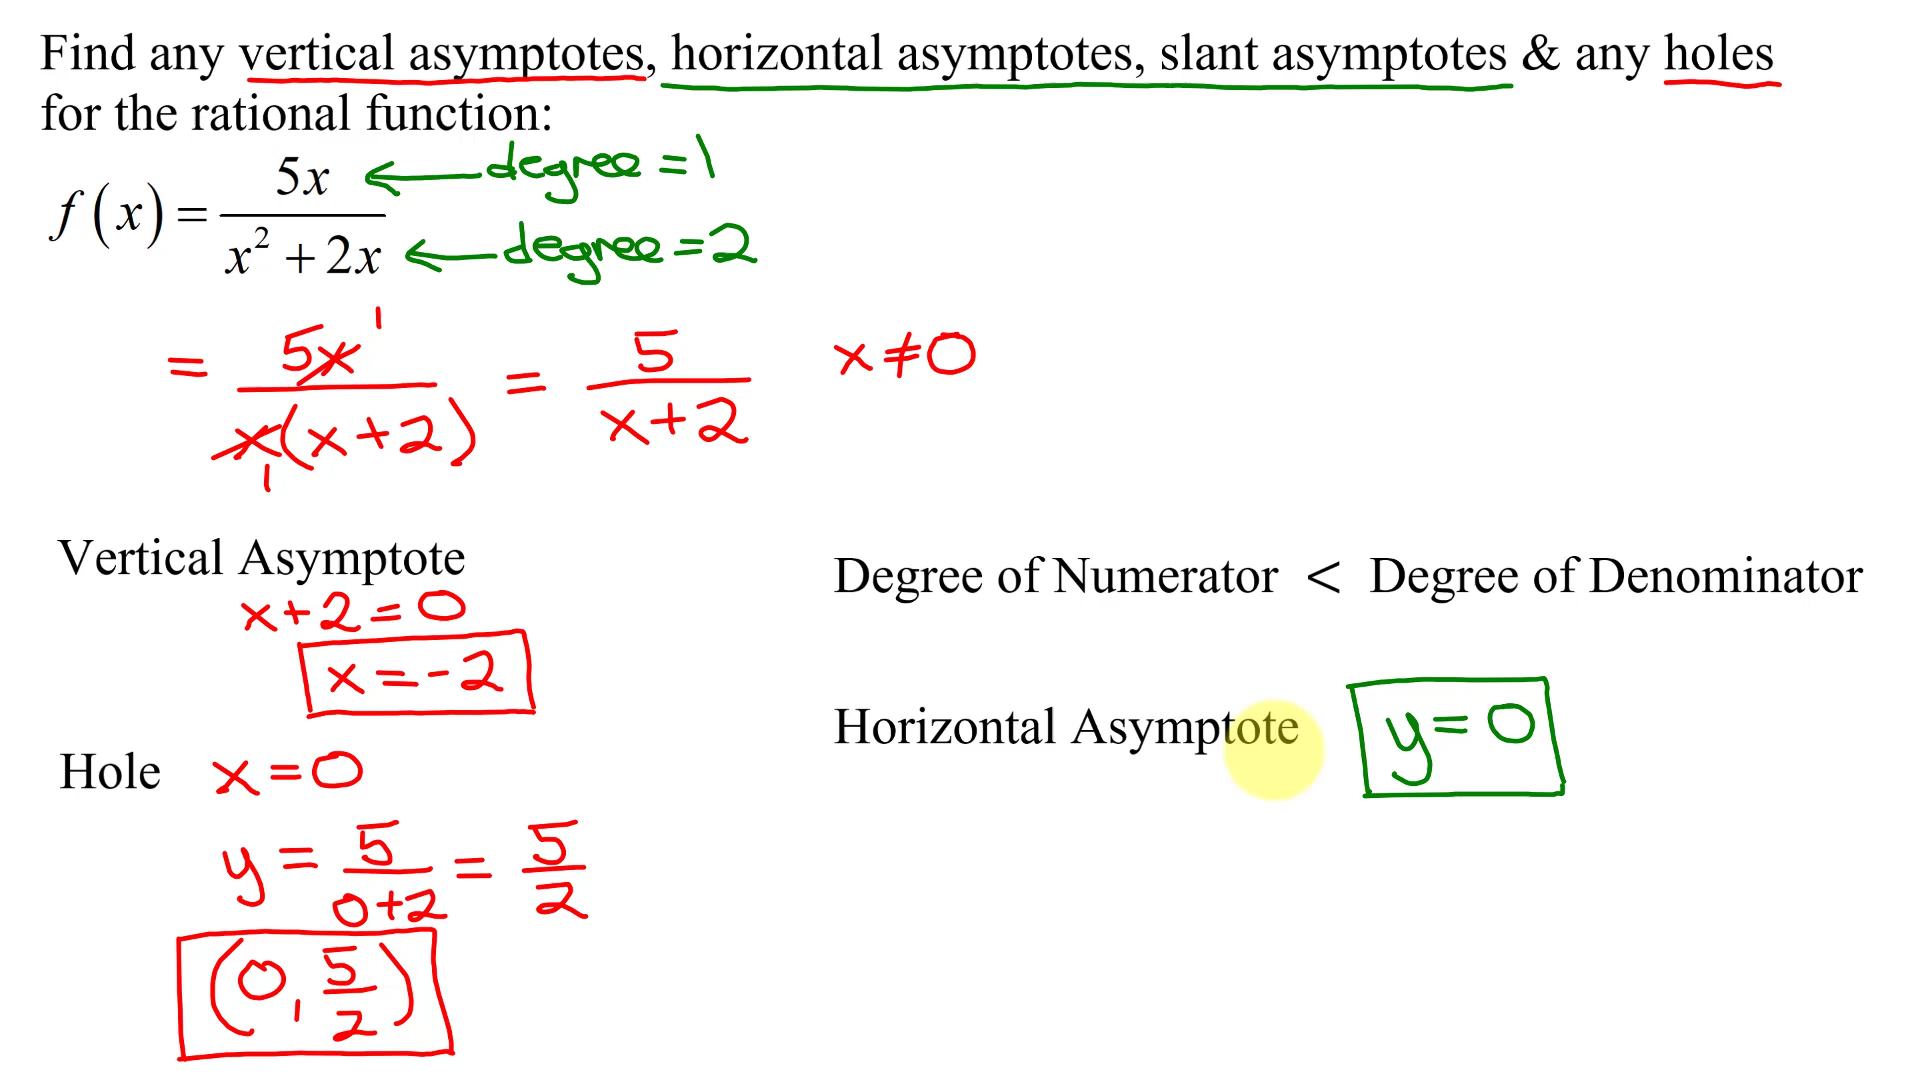 Find any vertical asymptotes, horizontal asymptotes, slant asymptotes & any holes
for the rational function:
f(x) = 5x / (x² + 2x)
← degree = 1
← degree = 2
= 5x 1 / x(x+2) 1 = 5 / (x+2) x ≠ 0
Vertical Asymptote
x+2=0
x=-2
Hole x=0
y = 5/(0+2) = 5/2
(0, 5/2)
Degree of Numerator < Degree of Denominator
Horizontal Asymptote y=0